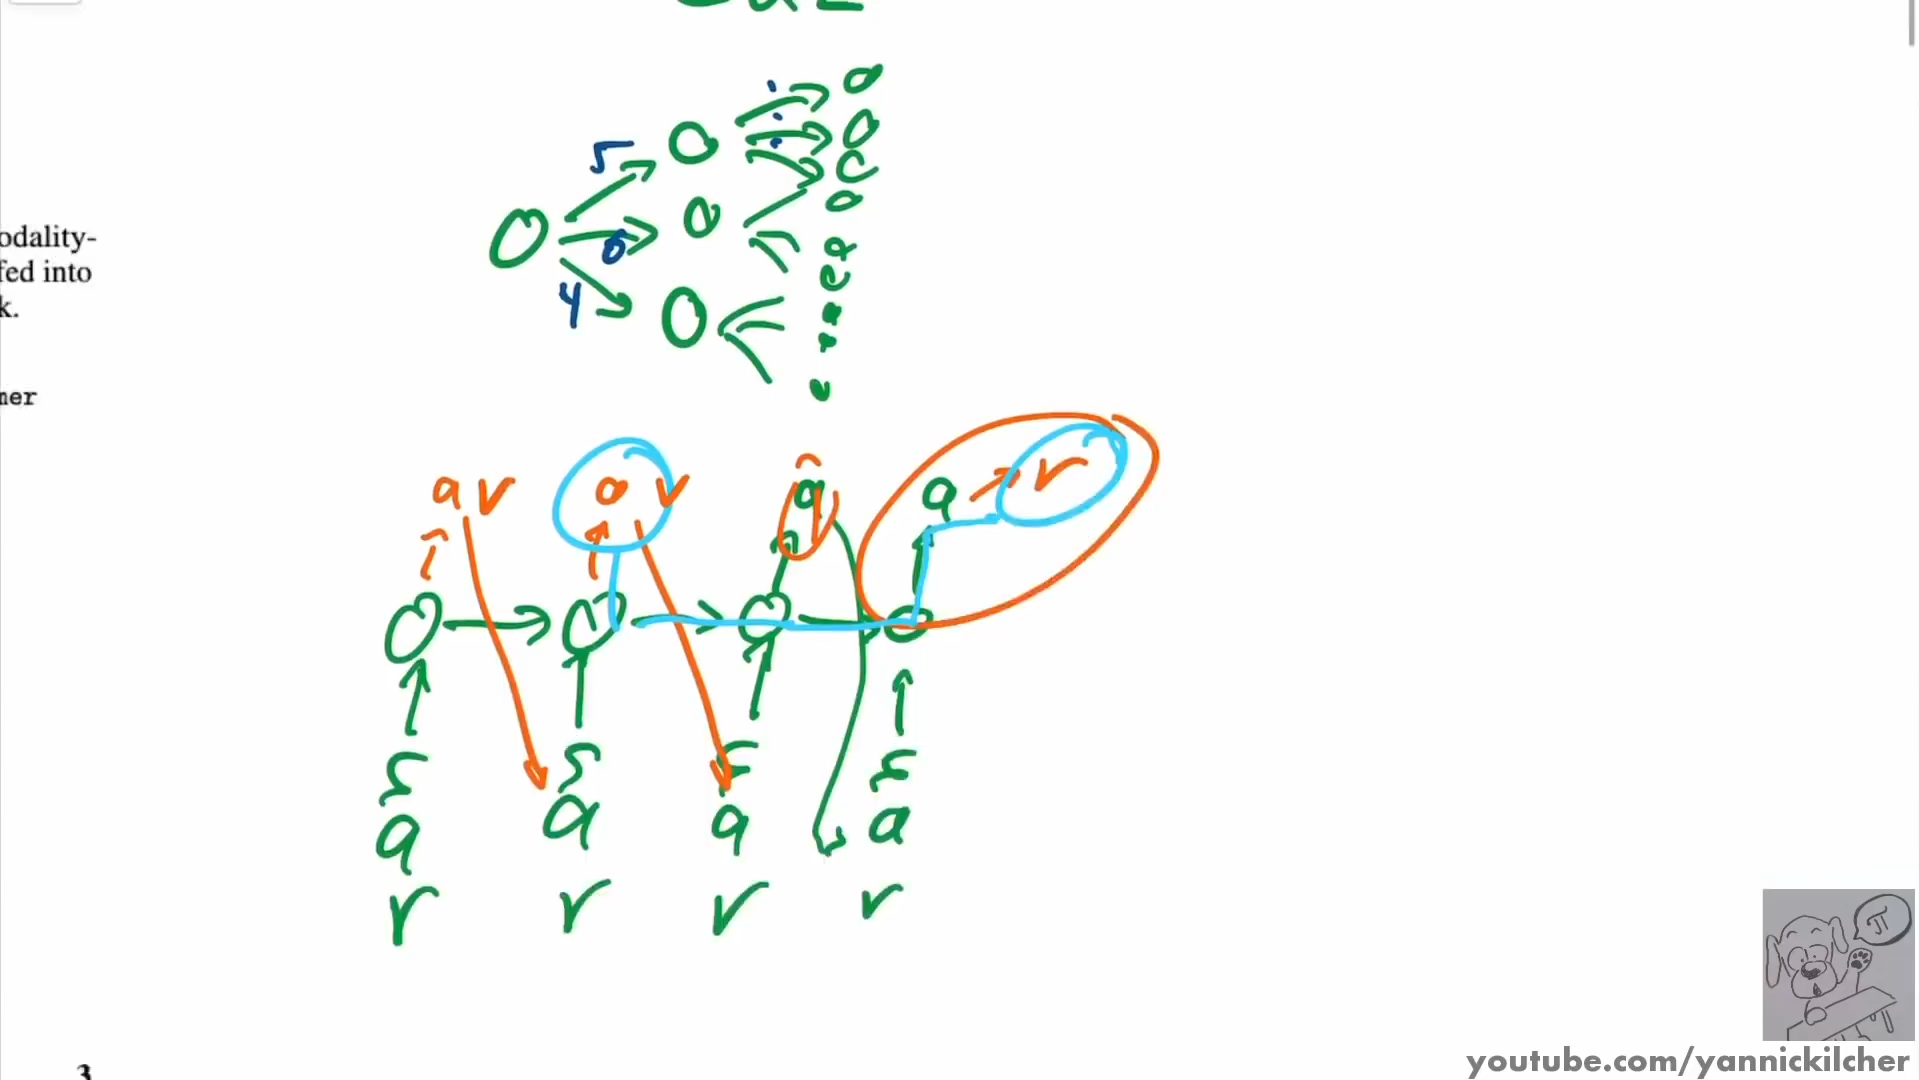 5
6
4
odality-
fed into
k.
ner
a v
a v
a
a
r
s
s
s
s
a
a
a
a
r
r
r
r
π
3
youtube.com/yannickilcher